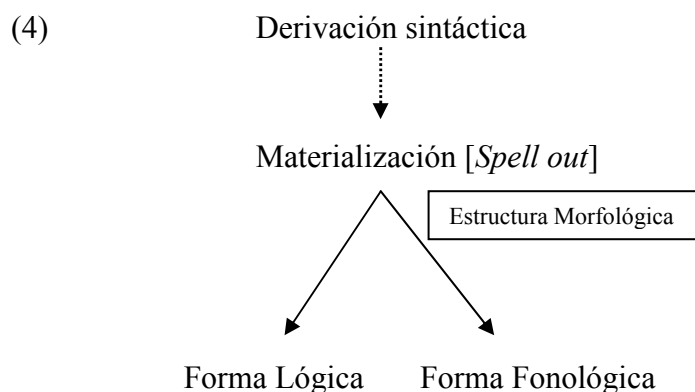 (4) Derivación sintáctica
Materialización [Spell out]
Estructura Morfológica
Forma Lógica Forma Fonológica